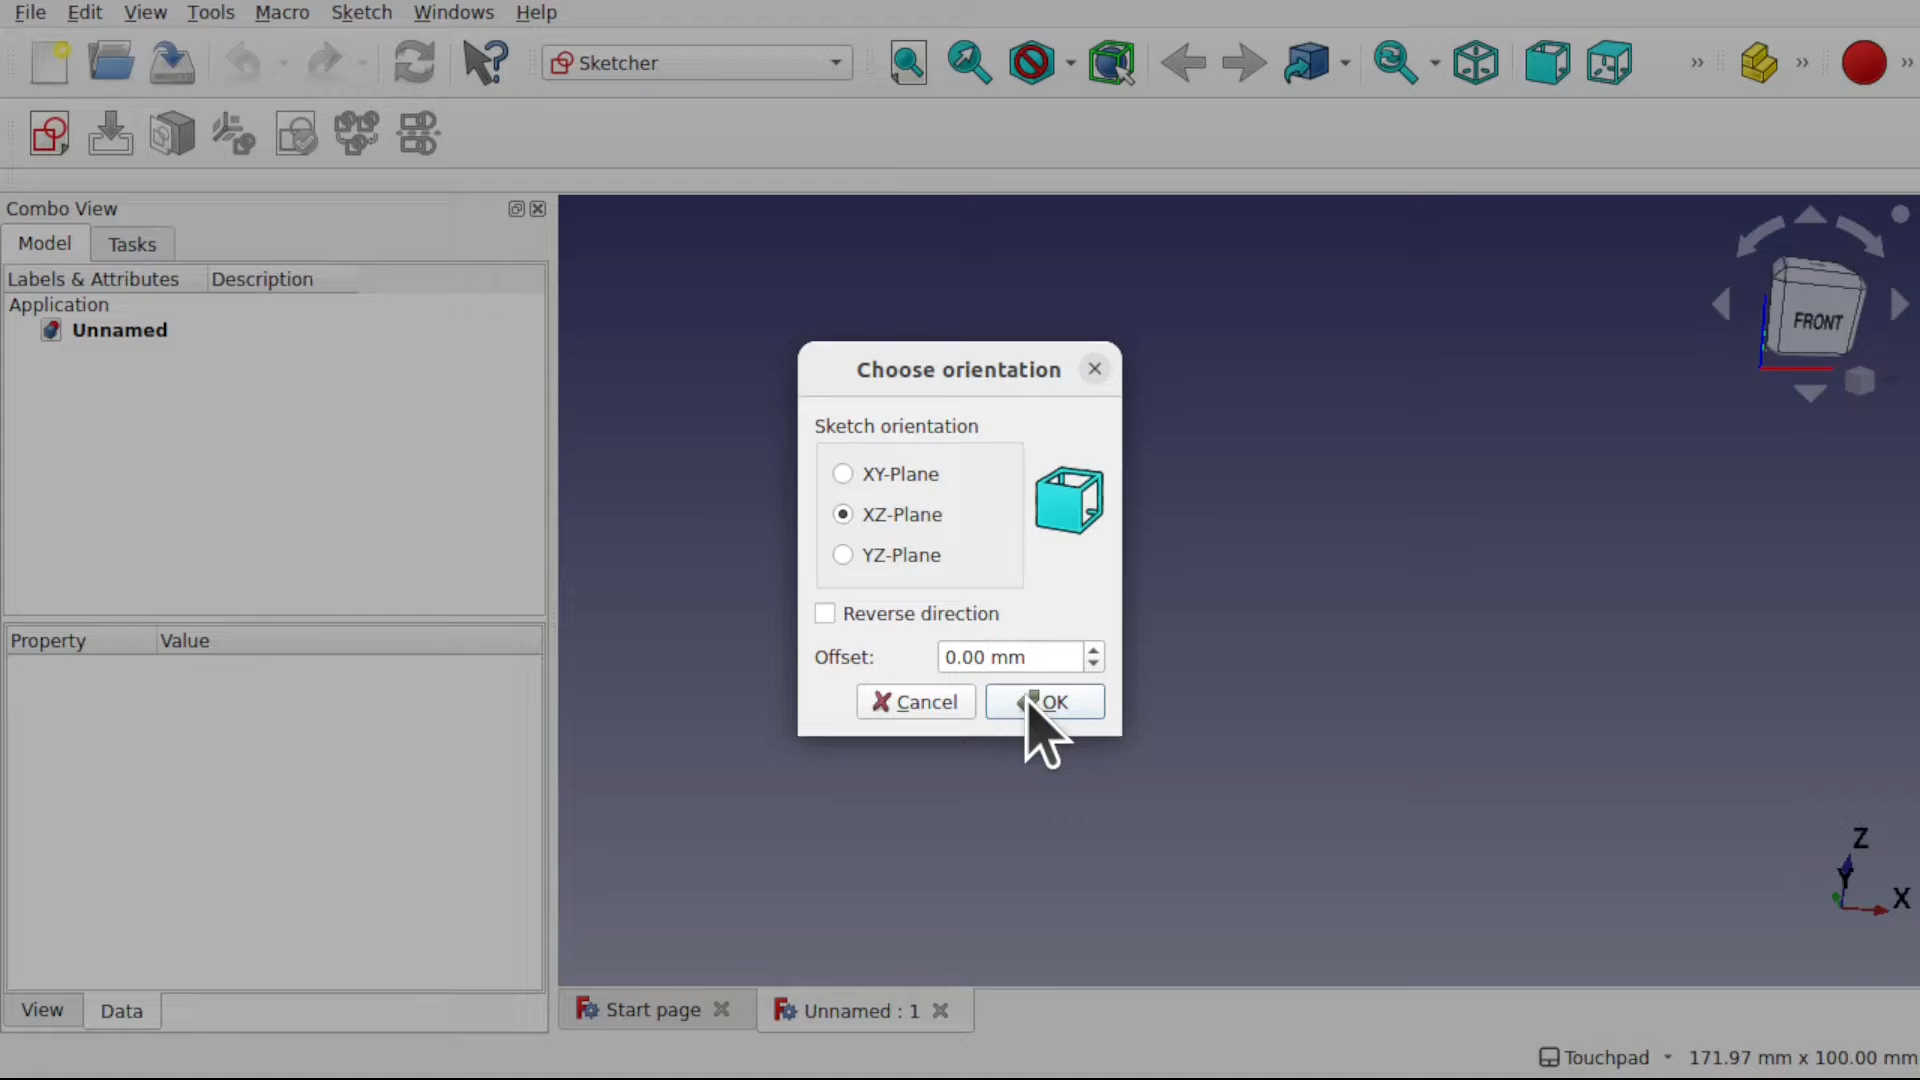 File Edit View Tools Macro Sketch Windows Help
Sketcher
Combo View
Model Tasks
Labels & Attributes Description
Application
Unnamed
FRONT
Choose orientation
Sketch orientation
XY-Plane
XZ-Plane
YZ-Plane
Reverse direction
Offset: 0.00 mm
Cancel OK
Property Value
Z
Y
X
View Data
Start page Unnamed : 1
Touchpad 171.97 mm x 100.00 mm